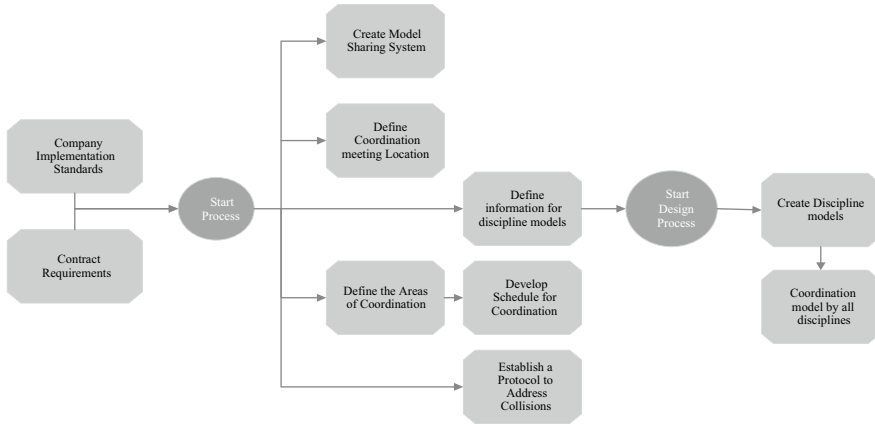 Create Model
Sharing System
Define
Coordination
meeting Location
Company
Implementation
Standards
Start
Process
Define
information for
discipline models
Start
Design
Process
Create Discipline
models
Contract
Requirements
Define the Areas
of Coordination
Develop
Schedule for
Coordination
Coordination
model by all
disciplines
Establish a
Protocol to
Address
Collisions